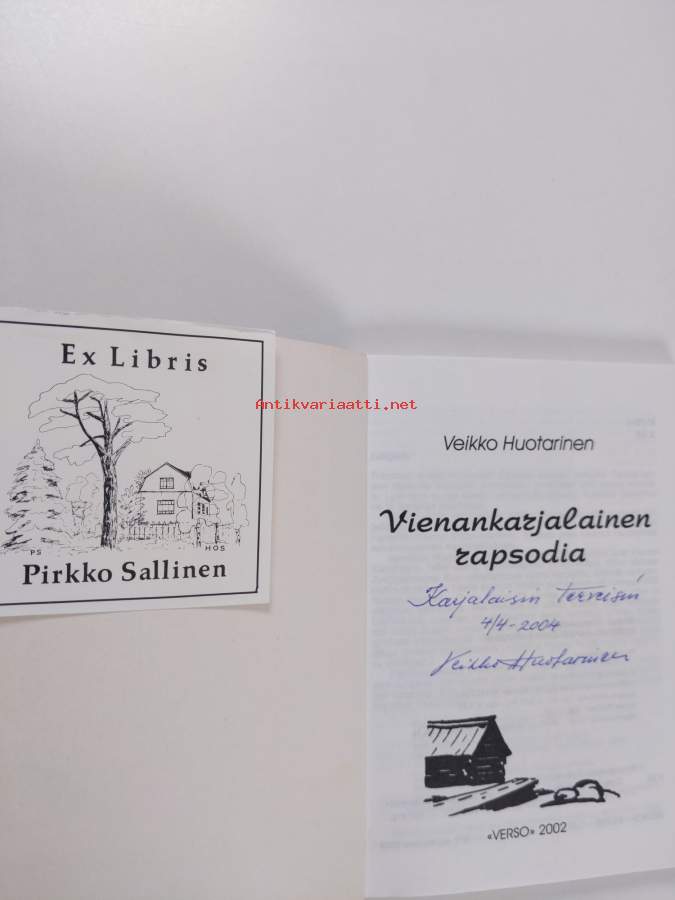 Ex Libris
PS
HOS
Pirkko Sallinen
Antikvariaatti.net
Veikko Huotarinen
Vienankarjalainen
rapsodia
Karjalaisin terveisin
4/4-2004
Veikko Huotarinen
«VERSO» 2002